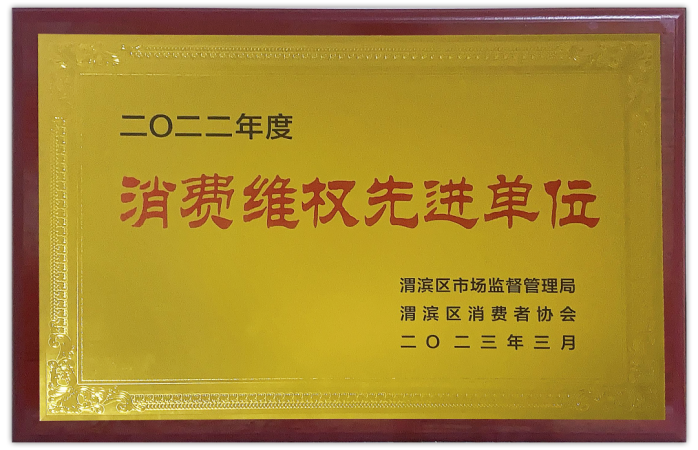 二〇二二年度
消费维权先进单位
渭滨区市场监督管理局
渭滨区消费者协会
二〇二三年三月